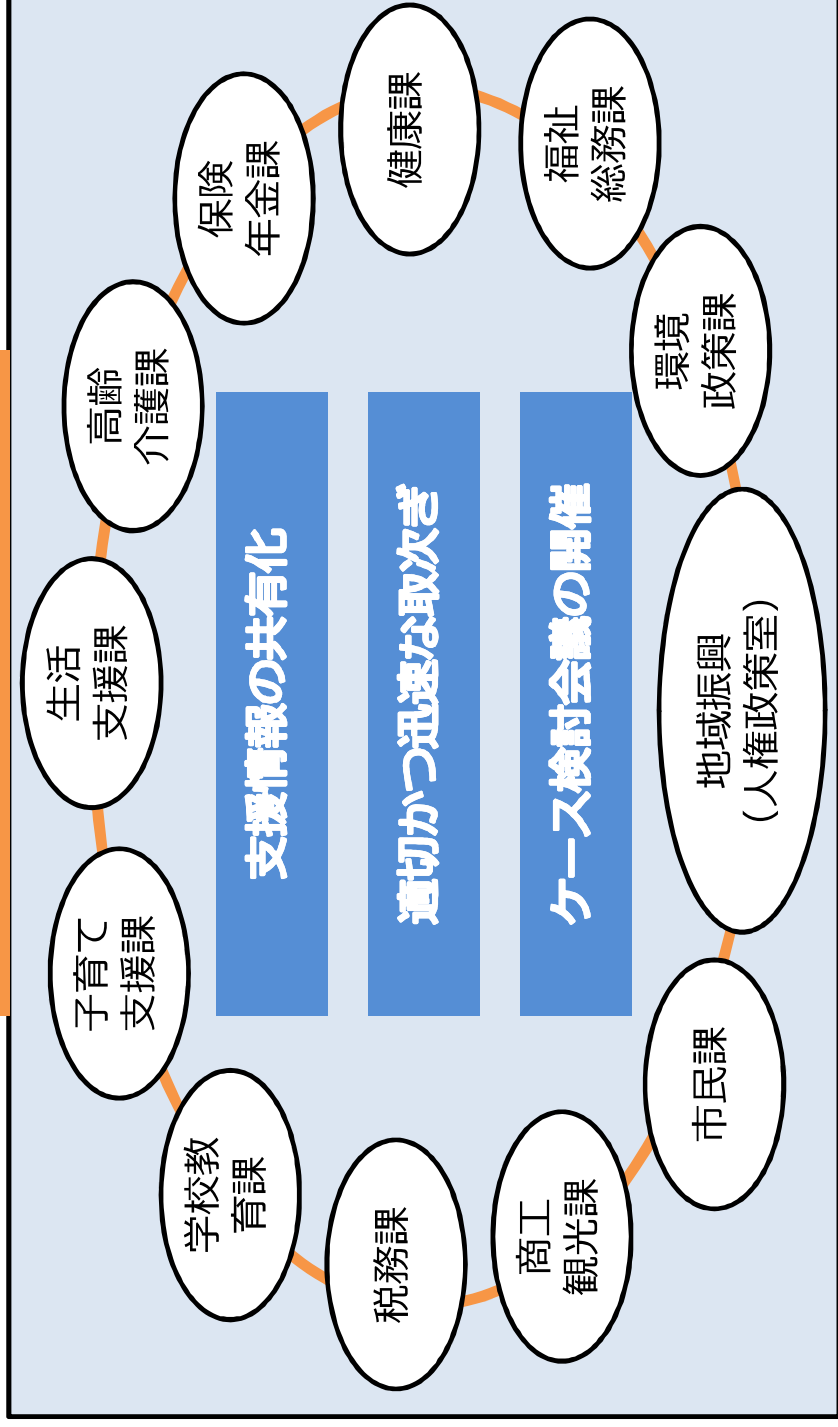 生活
支援課
高齢
介護課
保険
年金課
健康課
福祉
総務課
環境
政策課
地域振興
(人権政策室)
市民課
商工
観光課
税務課
学校教
育課
子育て
支援課
支援情報の共有化
適切かつ迅速な取次ぎ
ケース検討会議の開催